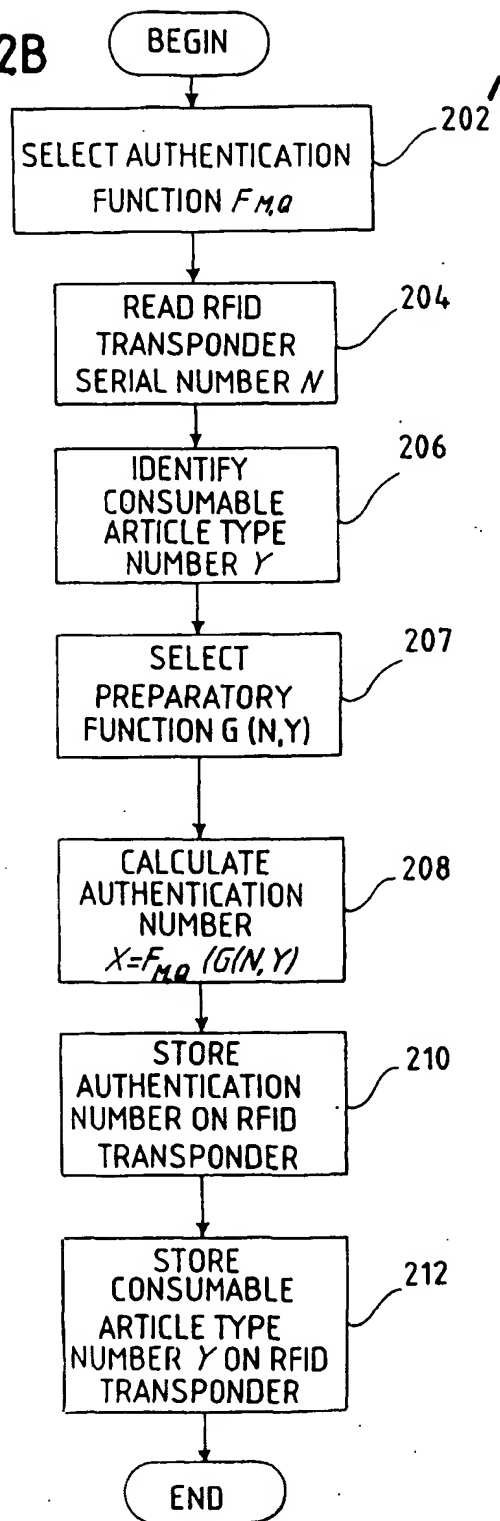 2B
BEGIN
202
SELECT AUTHENTICATION
FUNCTION FM,Q
204
READ RFID
TRANSPONDER
SERIAL NUMBER N
206
IDENTIFY
CONSUMABLE
ARTICLE TYPE
NUMBER Y
207
SELECT
PREPARATORY
FUNCTION G (N,Y)
208
CALCULATE
AUTHENTICATION
NUMBER
X=FM,Q (G(N,Y)
210
STORE
AUTHENTICATION
NUMBER ON RFID
TRANSPONDER
212
STORE
CONSUMABLE
ARTICLE TYPE
NUMBER Y ON RFID
TRANSPONDER
END